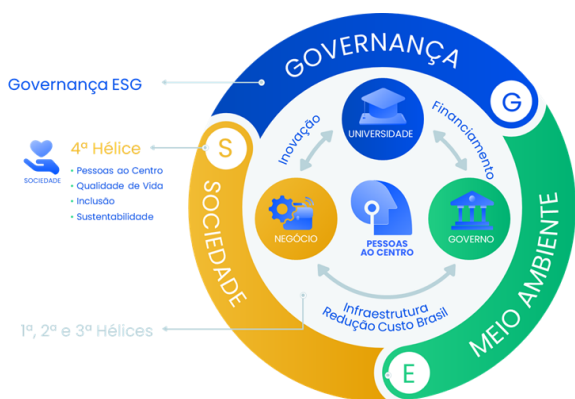 GOVERNANÇA
Governança ESG
G
UNIVERSIDADE
Inovação
Financiamento
S
4ª Hélice
SOCIEDADE
• Pessoas ao Centro
• Qualidade de Vida
• Inclusão
• Sustentabilidade
SOCIEDADE
NEGÓCIO
PESSOAS
AO CENTRO
GOVERNO
MEIO AMBIENTE
Infraestrutura
Redução Custo Brasil
1ª, 2ª e 3ª Hélices
E